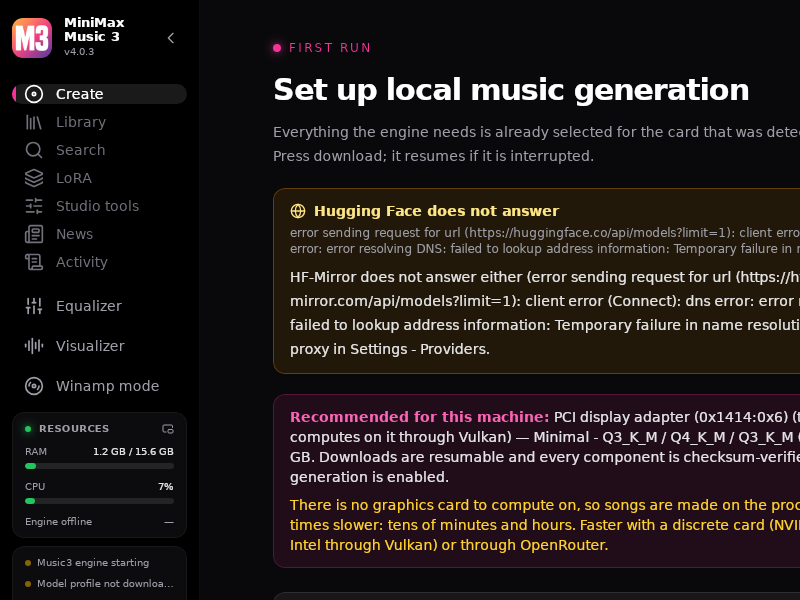 M3
MiniMax
Music 3
v4.0.3
Create
Library
Search
LoRA
Studio tools
News
Activity
Equalizer
Visualizer
Winamp mode
RESOURCES
RAM 1.2 GB / 15.6 GB
CPU 7%
Engine offline —
Music3 engine starting
Model profile not downloa...
FIRST RUN
Set up local music generation
Everything the engine needs is already selected for the card that was
Press download; it resumes if it is interrupted.
Hugging Face does not answer
error sending request for url (https://huggingface.co/api/models?limit=1): client
error: error resolving DNS: failed to lookup address information: Temporary failure in
HF-Mirror does not answer either (error sending request for url
mirror.com/api/models?limit=1): client error (Connect): dns error: error
failed to lookup address information: Temporary failure in name
proxy in Settings - Providers.
Recommended for this machine: PCI display adapter (0x1414:0x6)
computes on it through Vulkan) — Minimal - Q3_K_M / Q4_K_M / Q3_K_M
GB. Downloads are resumable and every component is
generation is enabled.
There is no graphics card to compute on, so songs are made on the
times slower: tens of minutes and hours. Faster with a discrete card
Intel through Vulkan) or through OpenRouter.